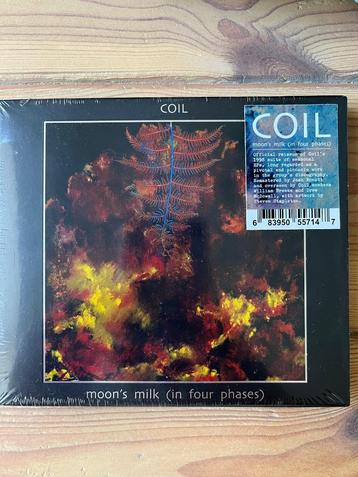 COIL
COIL
moon's milk (in four phases)
Official reissue of Coil's
1998 suite of seasonal
EPs, long regarded as a
pivotal and pinnacle work
in the group's discography.
Remastered by Josh Bonati
and overseen by Coil members
William Breeze and Drew
McDowall, with artwork by
Steven Stapleton.
6 83950 55714 7
moon's milk (in four phases)